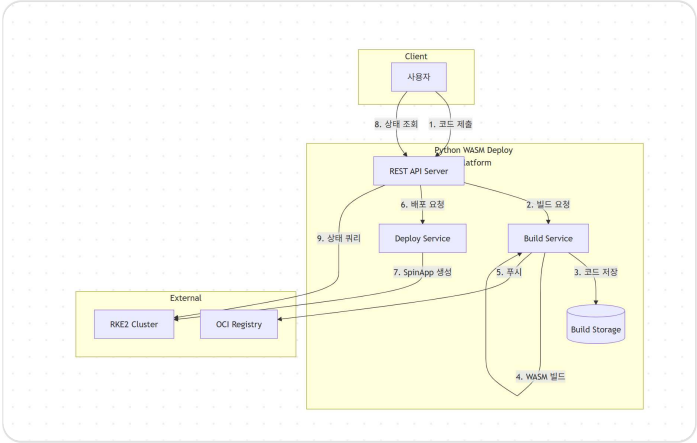 Client
사용자
8. 상태 조회
1. 코드 제출
Python WASM Deploy
latform
REST API Server
6. 배포 요청
2. 빌드 요청
9. 상태 쿼리
Deploy Service
Build Service
7. SpinApp 생성
5. 푸시
3. 코드 저장
External
RKE2 Cluster
OCI Registry
Build Storage
4. WASM 빌드